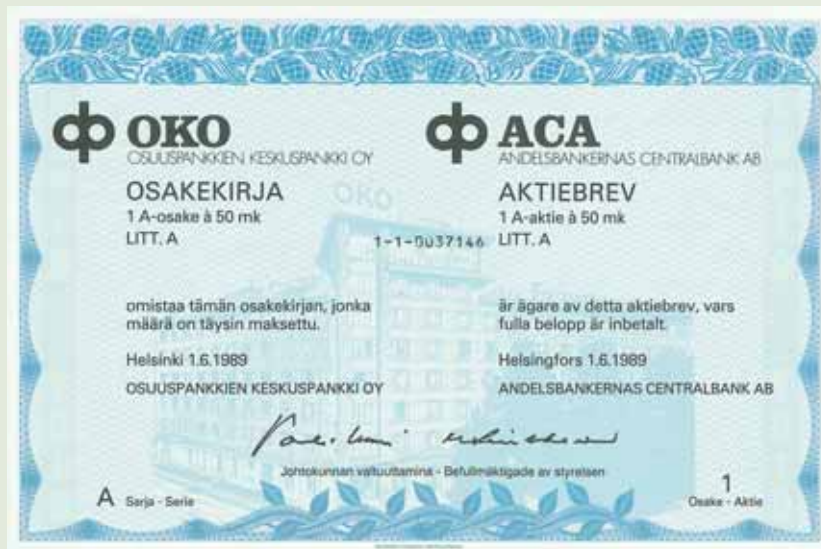 OKO
OSUUSPANKKIEN KESKUSPANKKI OY
OSAKEKIRJA
1 A-osake à 50 mk
LITT. A
1-1-0037146
omistaa tämän osakekirjan, jonka
määrä on täysin maksettu.
Helsinki 1.6.1989
OSUUSPANKKIEN KESKUSPANKKI OY
ACA
ANDELSBANKERNAS CENTRALBANK AB
AKTIEBREV
1 A-aktie à 50 mk
LITT. A
är ägare av detta aktiebrev, vars
fulla belopp är inbetalt.
Helsingfors 1.6.1989
ANDELSBANKERNAS CENTRALBANK AB
OKO
Johtokunnan valtuuttamina - Befullmäktigade av styrelsen
A Sarja - Serie
1
Osake - Aktie